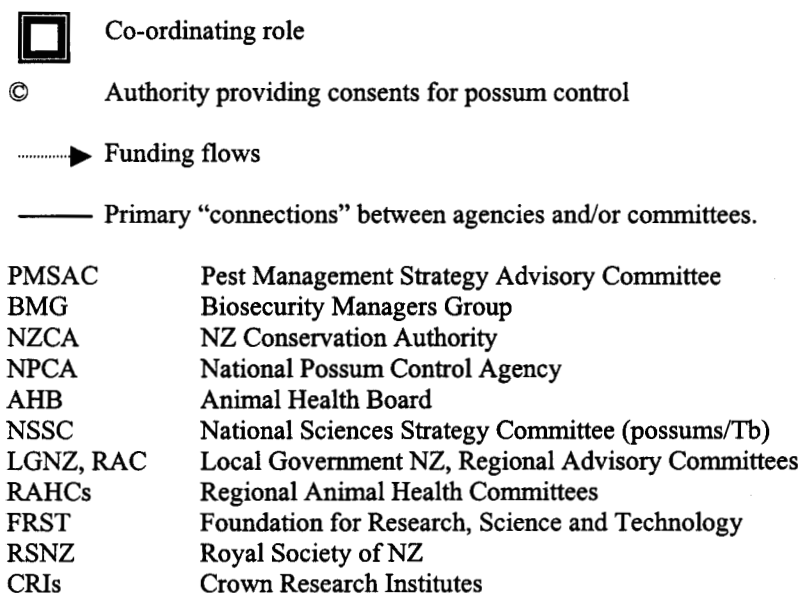 Co-ordinating role
© Authority providing consents for possum control
Funding flows
Primary “connections” between agencies and/or committees.
PMSAC Pest Management Strategy Advisory Committee
BMG Biosecurity Managers Group
NZCA NZ Conservation Authority
NPCA National Possum Control Agency
AHB Animal Health Board
NSSC National Sciences Strategy Committee (possums/Tb)
LGNZ, RAC Local Government NZ, Regional Advisory Committees
RAHCs Regional Animal Health Committees
FRST Foundation for Research, Science and Technology
RSNZ Royal Society of NZ
CRIs Crown Research Institutes